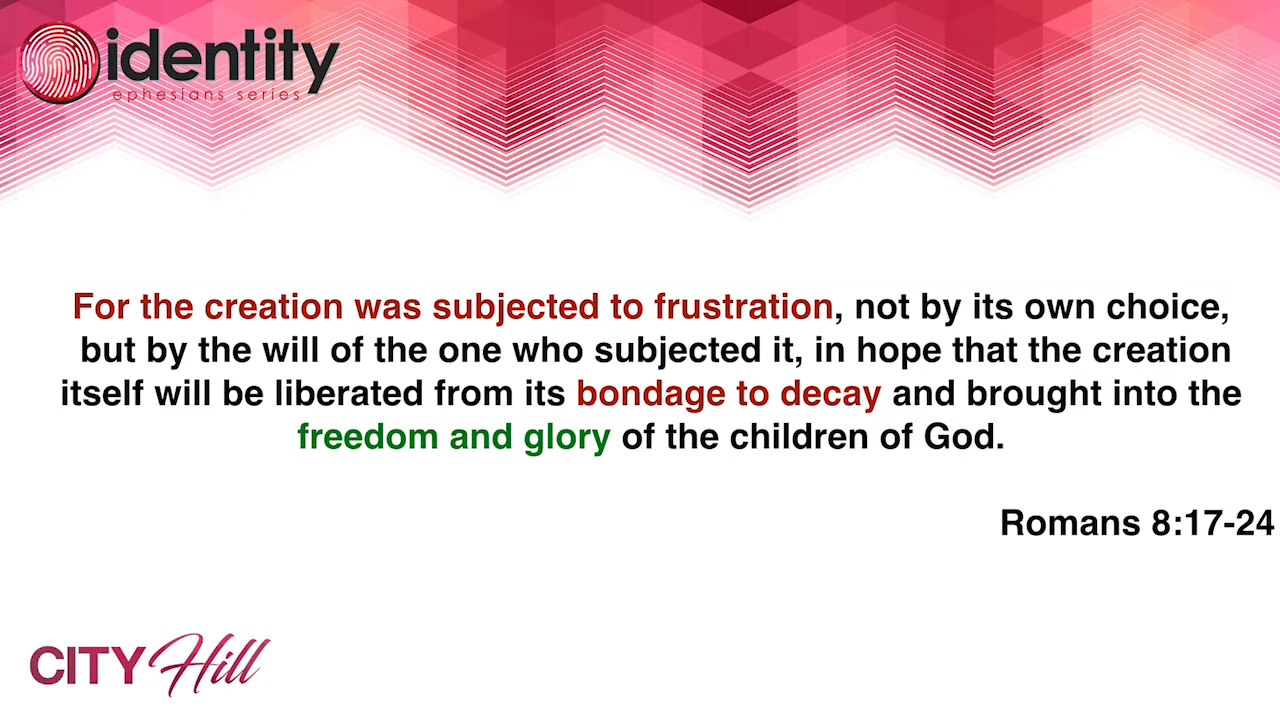 identity
ephesians series
For the creation was subjected to frustration, not by its own choice,
but by the will of the one who subjected it, in hope that the creation
itself will be liberated from its bondage to decay and brought into the
freedom and glory of the children of God.
Romans 8:17-24
CITY Hill